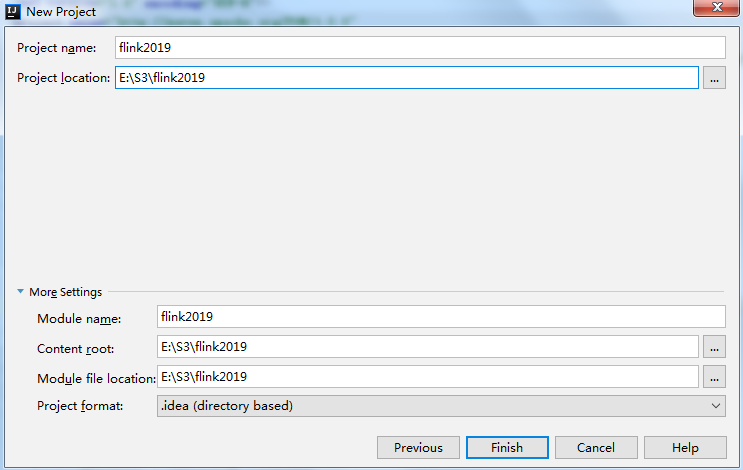 New Project
Project name: flink2019
Project location: E:\S3\flink2019 ...
More Settings
Module name: flink2019
Content root: E:\S3\flink2019 ...
Module file location: E:\S3\flink2019 ...
Project format: .idea (directory based)
Previous Finish Cancel Help